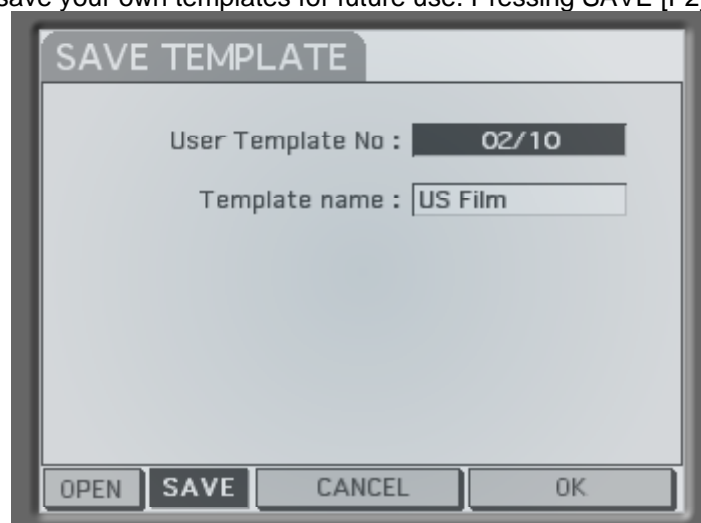 save your own templates for future use. Pressing SAVE [F2]
SAVE TEMPLATE
User Template No : 02/10
Template name : US Film
OPEN SAVE CANCEL OK